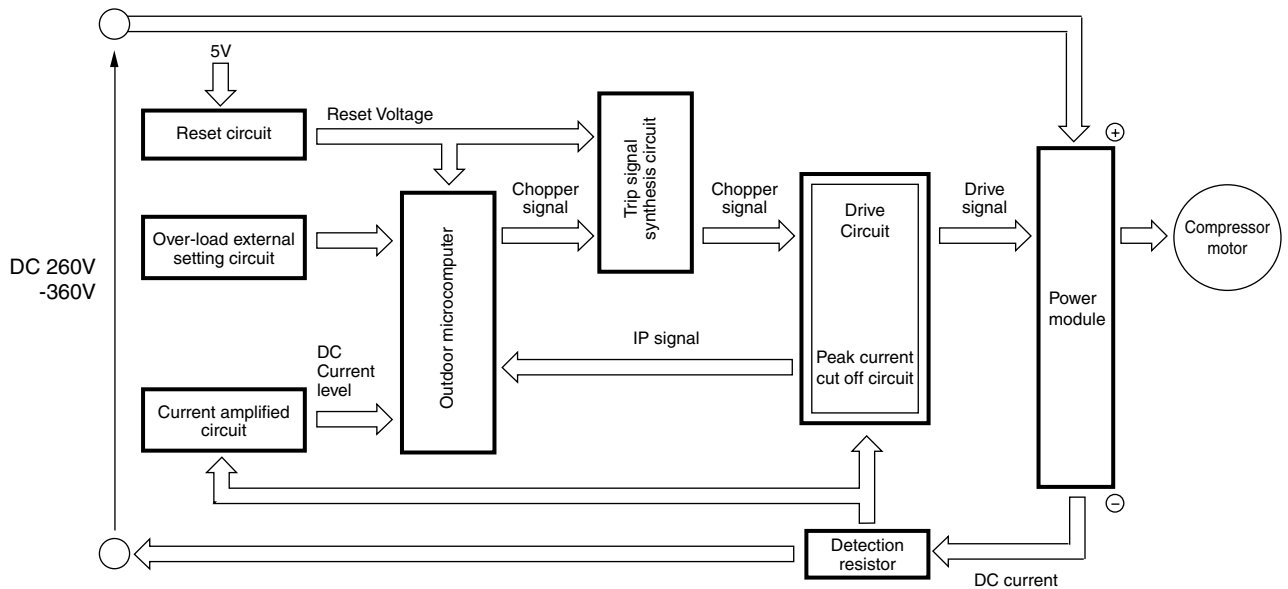 5V
Reset circuit
Reset Voltage
Trip signal
synthesis circuit
+
Over-load external
setting circuit
Chopper
signal
Chopper
signal
Drive
Circuit
Drive
signal
Compressor
motor
DC 260V
-360V
Outdoor microcomputer
IP signal
Peak current
cut off circuit
Power
module
DC
Current
level
Current amplified
circuit
−
Detection
resistor
DC current